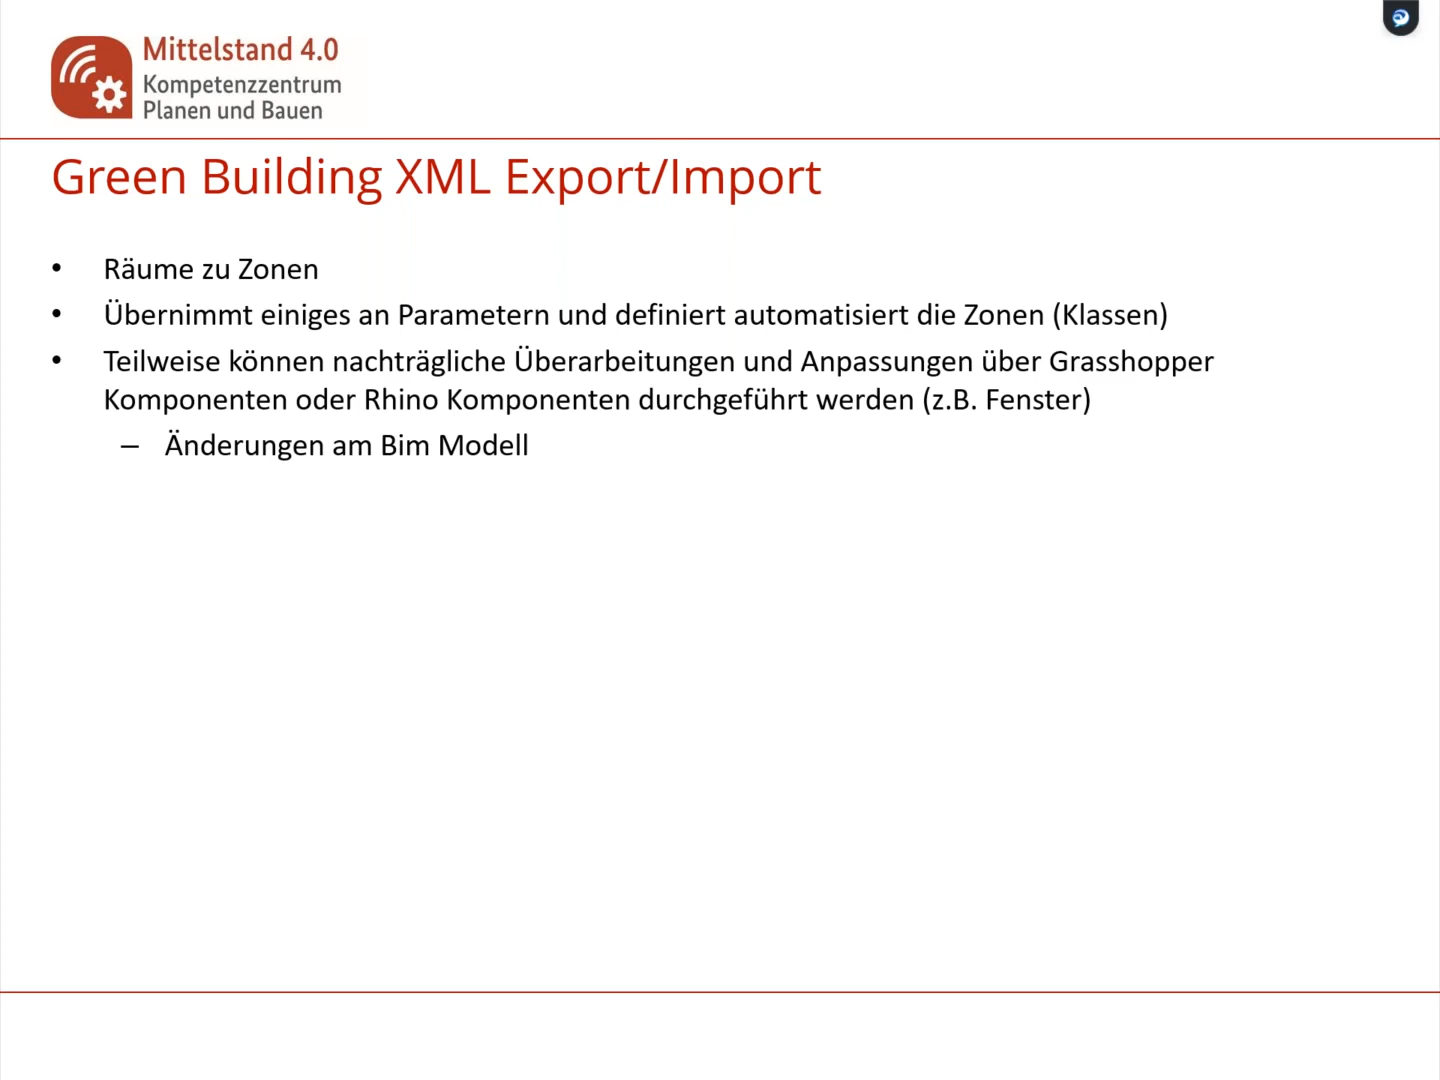 Mittelstand 4.0
Kompetenzzentrum
Planen und Bauen
Green Building XML Export/Import
• Räume zu Zonen
• Übernimmt einiges an Parametern und definiert automatisiert die Zonen (Klassen)
• Teilweise können nachträgliche Überarbeitungen und Anpassungen über Grasshopper
Komponenten oder Rhino Komponenten durchgeführt werden (z.B. Fenster)
– Änderungen am Bim Modell